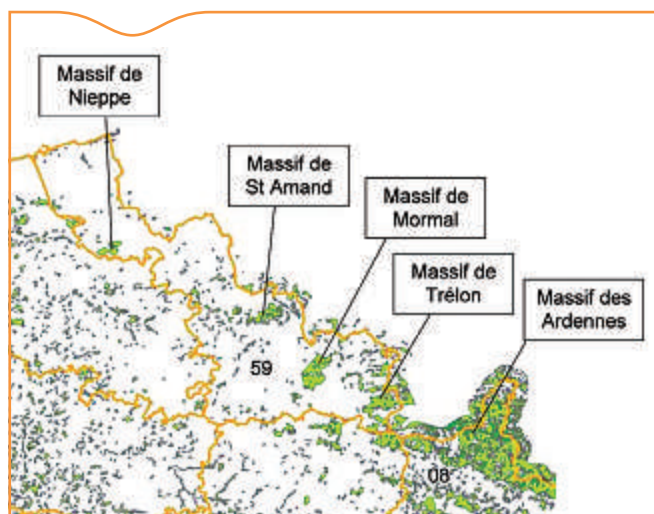 Massif de
Nieppe
Massif de
St Amand
Massif de
Mormal
Massif de
Trélon
Massif des
Ardennes
59
08